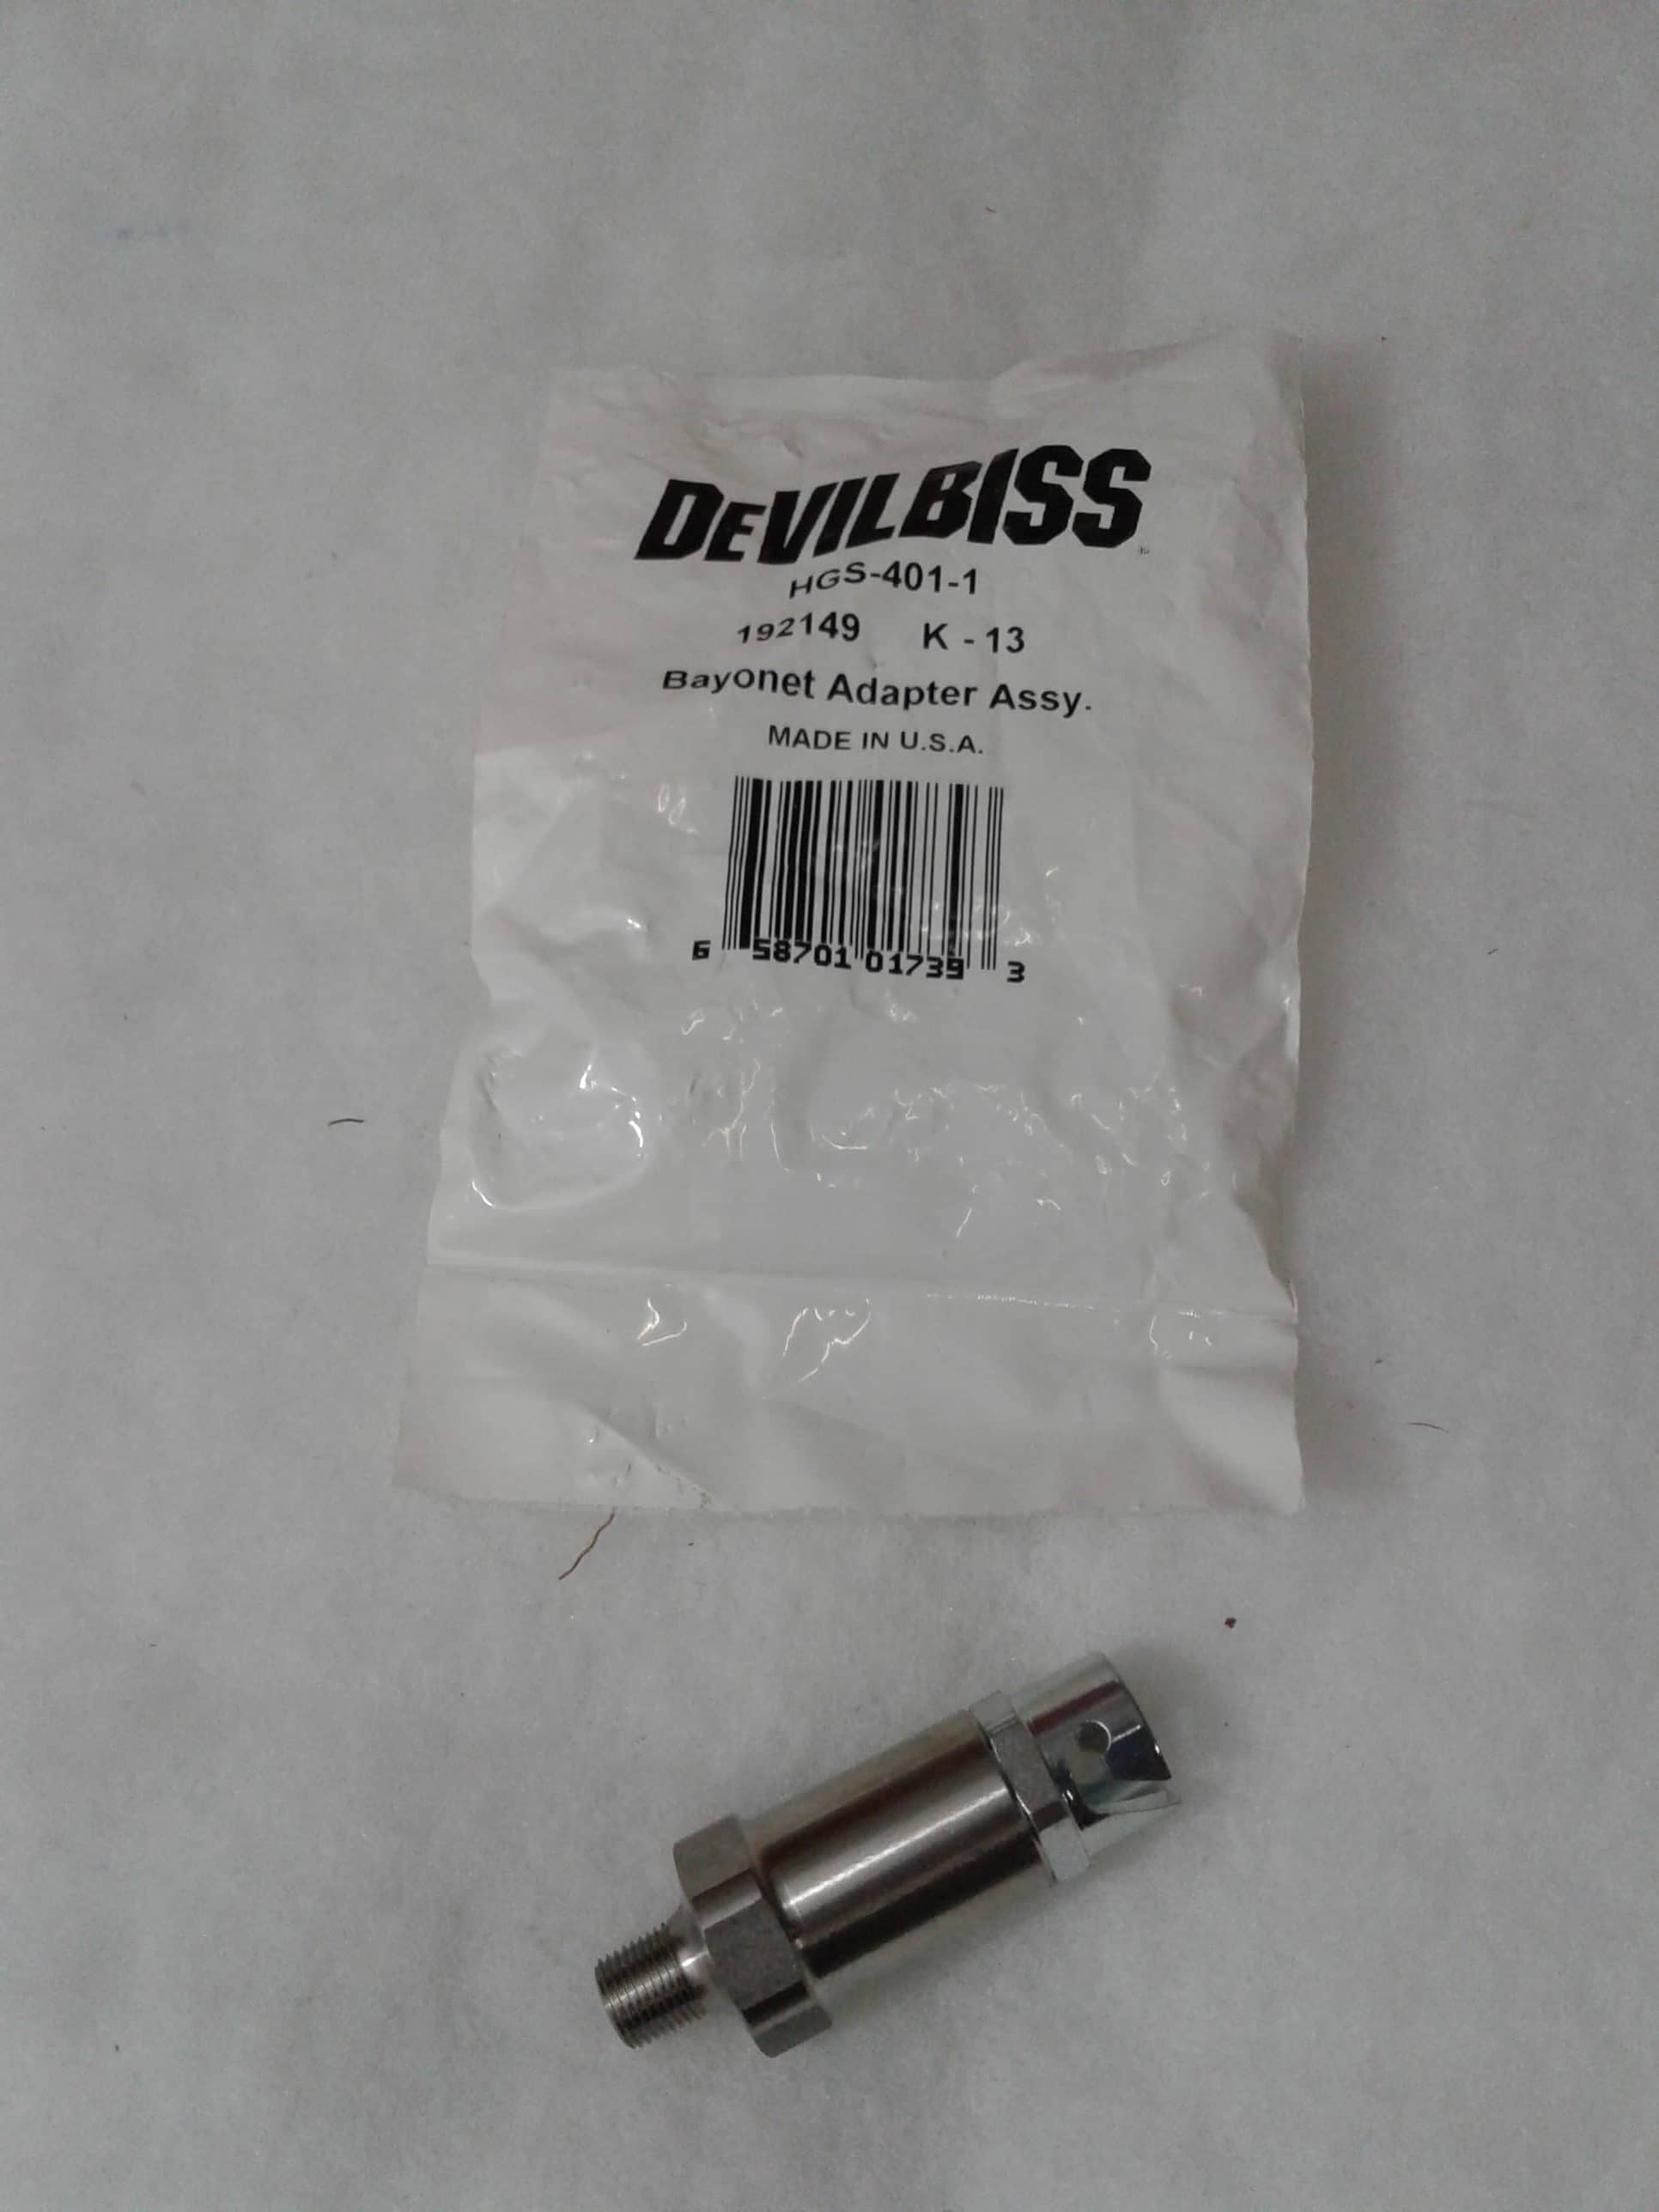 DEVILBISS
HGS-401-1
192149 K - 13
Bayonet Adapter Assy.
MADE IN U.S.A.
6 58701 01739 3